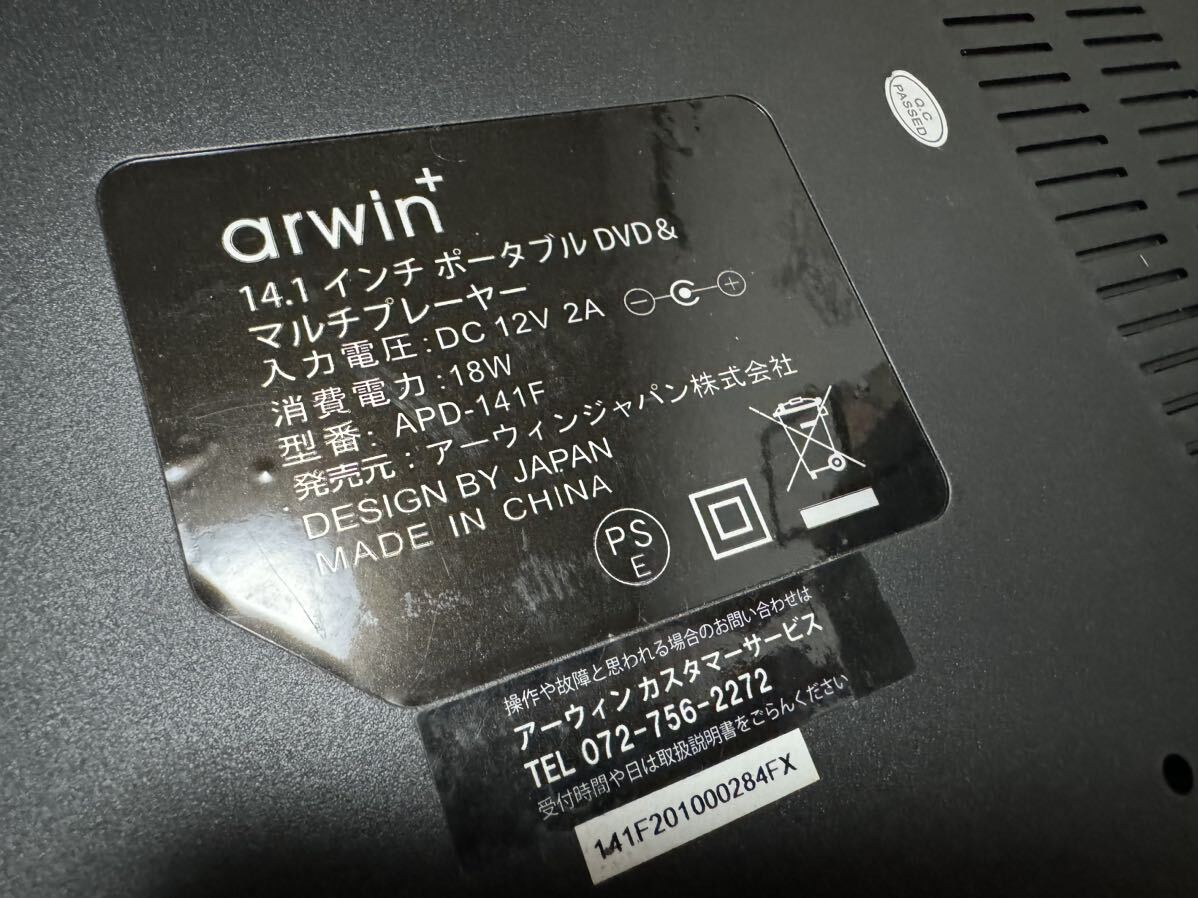 Q.C
PASSED
arwin+
14.1 インチ ポータブル DVD&
マルチプレーヤー
入力電圧:DC 12V 2A
消費電力:18W
型番: APD-141F
発売元:アーウィンジャパン株式会社
DESIGN BY JAPAN
MADE IN CHINA
PS
E
操作や故障と思われる場合のお問い合わせは
アーウィン カスタマーサービス
TEL 072-756-2272
受付時間や日は取扱説明書をごらんください
141F201000284FX